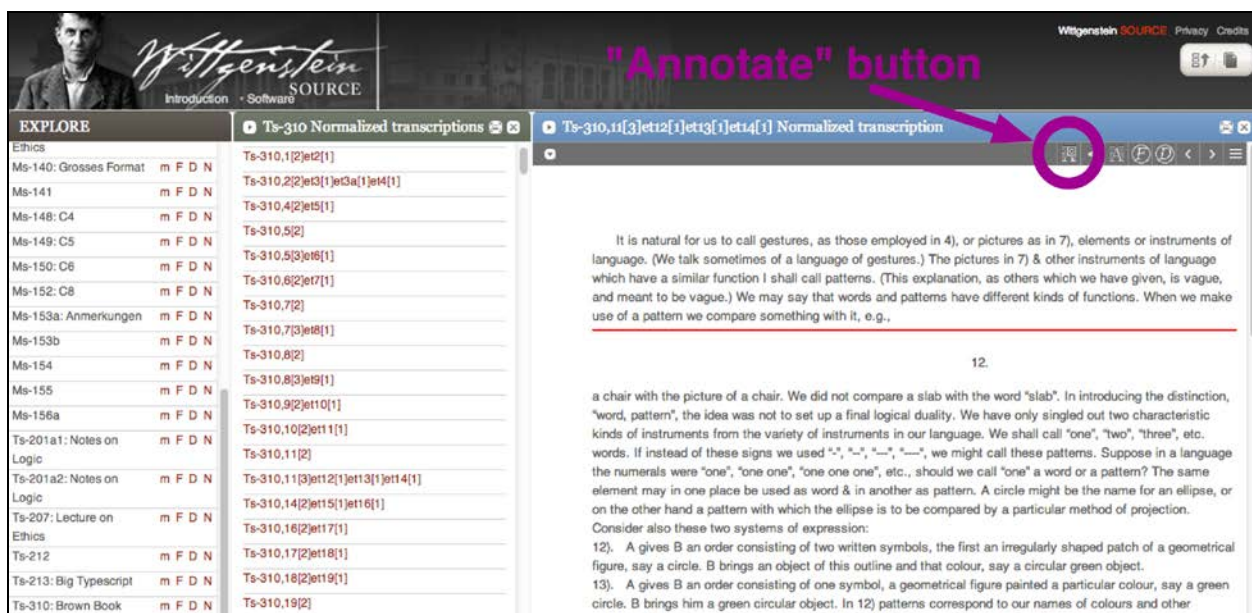 Wittgenstein SOURCE Privacy Credits
"Annotate" button
Wittgenstein
SOURCE
Introduction • Software
EXPLORE
Ethics
Ms-140: Grosses Format m F D N
Ms-141 m F D N
Ms-148: C4 m F D N
Ms-149: C5 m F D N
Ms-150: C6 m F D N
Ms-152: C8 m F D N
Ms-153a: Anmerkungen m F D N
Ms-153b m F D N
Ms-154 m F D N
Ms-155 m F D N
Ms-156a m F D N
Ts-201a1: Notes on m F D N
Logic
Ts-201a2: Notes on m F D N
Logic
Ts-207: Lecture on m F D N
Ethics
Ts-212 m F D N
Ts-213: Big Typescript m F D N
Ts-310: Brown Book m F D N
Ts-310 Normalized transcriptions
Ts-310,1[2]et2[1]
Ts-310,2[2]et3[1]et3a[1]et4[1]
Ts-310,4[2]et5[1]
Ts-310,5[2]
Ts-310,5[3]et6[1]
Ts-310,6[2]et7[1]
Ts-310,7[2]
Ts-310,7[3]et8[1]
Ts-310,8[2]
Ts-310,8[3]et9[1]
Ts-310,9[2]et10[1]
Ts-310,10[2]et11[1]
Ts-310,11[2]
Ts-310,11[3]et12[1]et13[1]et14[1]
Ts-310,14[2]et15[1]et16[1]
Ts-310,16[2]et17[1]
Ts-310,17[2]et18[1]
Ts-310,18[2]et19[1]
Ts-310,19[2]
Ts-310,11[3]et12[1]et13[1]et14[1] Normalized transcription
A A F D < >
It is natural for us to call gestures, as those employed in 4), or pictures as in 7), elements or instruments of
language. (We talk sometimes of a language of gestures.) The pictures in 7) & other instruments of language
which have a similar function I shall call patterns. (This explanation, as others which we have given, is vague,
and meant to be vague.) We may say that words and patterns have different kinds of functions. When we make
use of a pattern we compare something with it, e.g.,
12.
a chair with the picture of a chair. We did not compare a slab with the word "slab". In introducing the distinction,
"word, pattern", the idea was not to set up a final logical duality. We have only singled out two characteristic
kinds of instruments from the variety of instruments in our language. We shall call "one", "two", "three", etc.
words. If instead of these signs we used "-", "--", "---", "----", we might call these patterns. Suppose in a language
the numerals were "one", "one one", "one one one", etc., should we call "one" a word or a pattern? The same
element may in one place be used as word & in another as pattern. A circle might be the name for an ellipse, or
on the other hand a pattern with which the ellipse is to be compared by a particular method of projection.
Consider also these two systems of expression:
12). A gives B an order consisting of two written symbols, the first an irregularly shaped patch of a geometrical
figure, say a circle. B brings an object of this outline and that colour, say a circular green object.
13). A gives B an order consisting of one symbol, a geometrical figure painted a particular colour, say a green
circle. B brings him a green circular object. In 12) patterns correspond to our names of colours and other